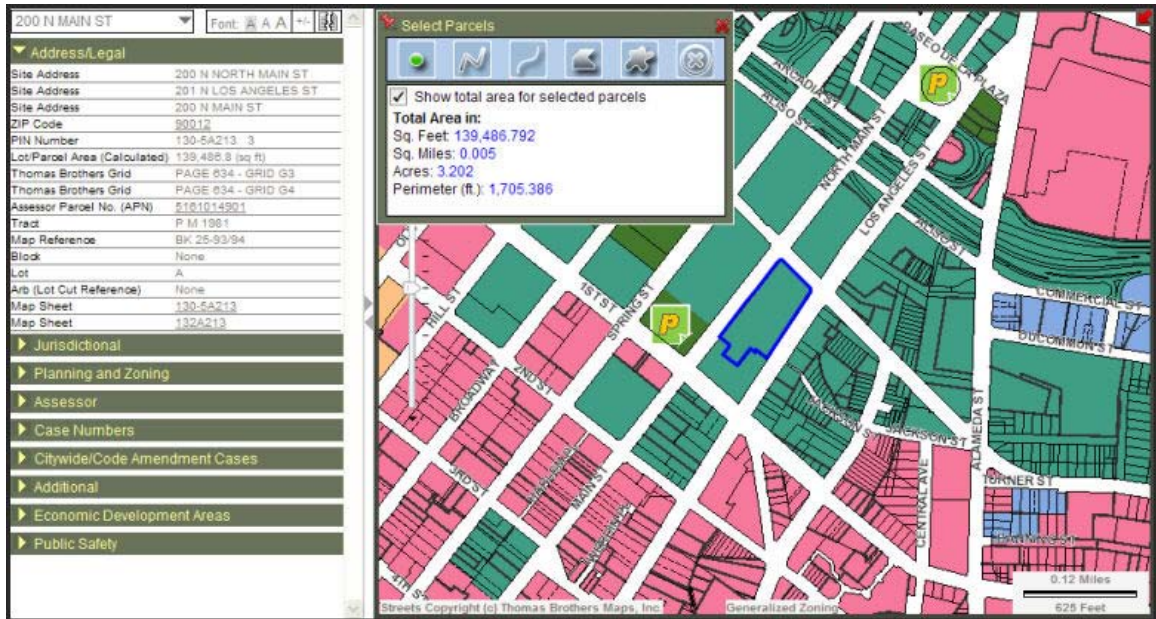 200 N MAIN ST
Font: A A A +/-
Address/Legal
Site Address 200 N NORTH MAIN ST
Site Address 201 N LOS ANGELES ST
Site Address 200 N MAIN ST
ZIP Code 90012
PIN Number 130-5A213 3
Lot/Parcel Area (Calculated) 139,486.8 (sq ft)
Thomas Brothers Grid PAGE 634 - GRID G3
Thomas Brothers Grid PAGE 634 - GRID G4
Assessor Parcel No. (APN) 5161014901
Tract P M 1961
Map Reference BK 25-93/94
Block None
Lot A
Arb (Lot Cut Reference) None
Map Sheet 130-5A213
Map Sheet 132A213
Jurisdictional
Planning and Zoning
Assessor
Case Numbers
Citywide/Code Amendment Cases
Additional
Economic Development Areas
Public Safety
Select Parcels
Show total area for selected parcels
Total Area in:
Sq. Feet: 139,486.792
Sq. Miles: 0.005
Acres: 3.202
Perimeter (ft.): 1,705.386
PASEO DE LA PLAZA
P
ARCADIA ST
ALISO ST
NORTH MAIN ST
LOS ANGELES ST
ALISO ST
COMMERCIAL ST
DUCOMMUN ST
HILL ST
1ST ST
SPRING ST
P
BROADWAY
2ND ST
JACKSON ST
JACKSON ST
ALAMEDA ST
3RD ST
MAIN ST
CENTRAL AVE
TURNER ST
BANNING ST
4TH ST
0.12 Miles
625 Feet
Streets Copyright (c) Thomas Brothers Maps, Inc.
Generalized Zoning